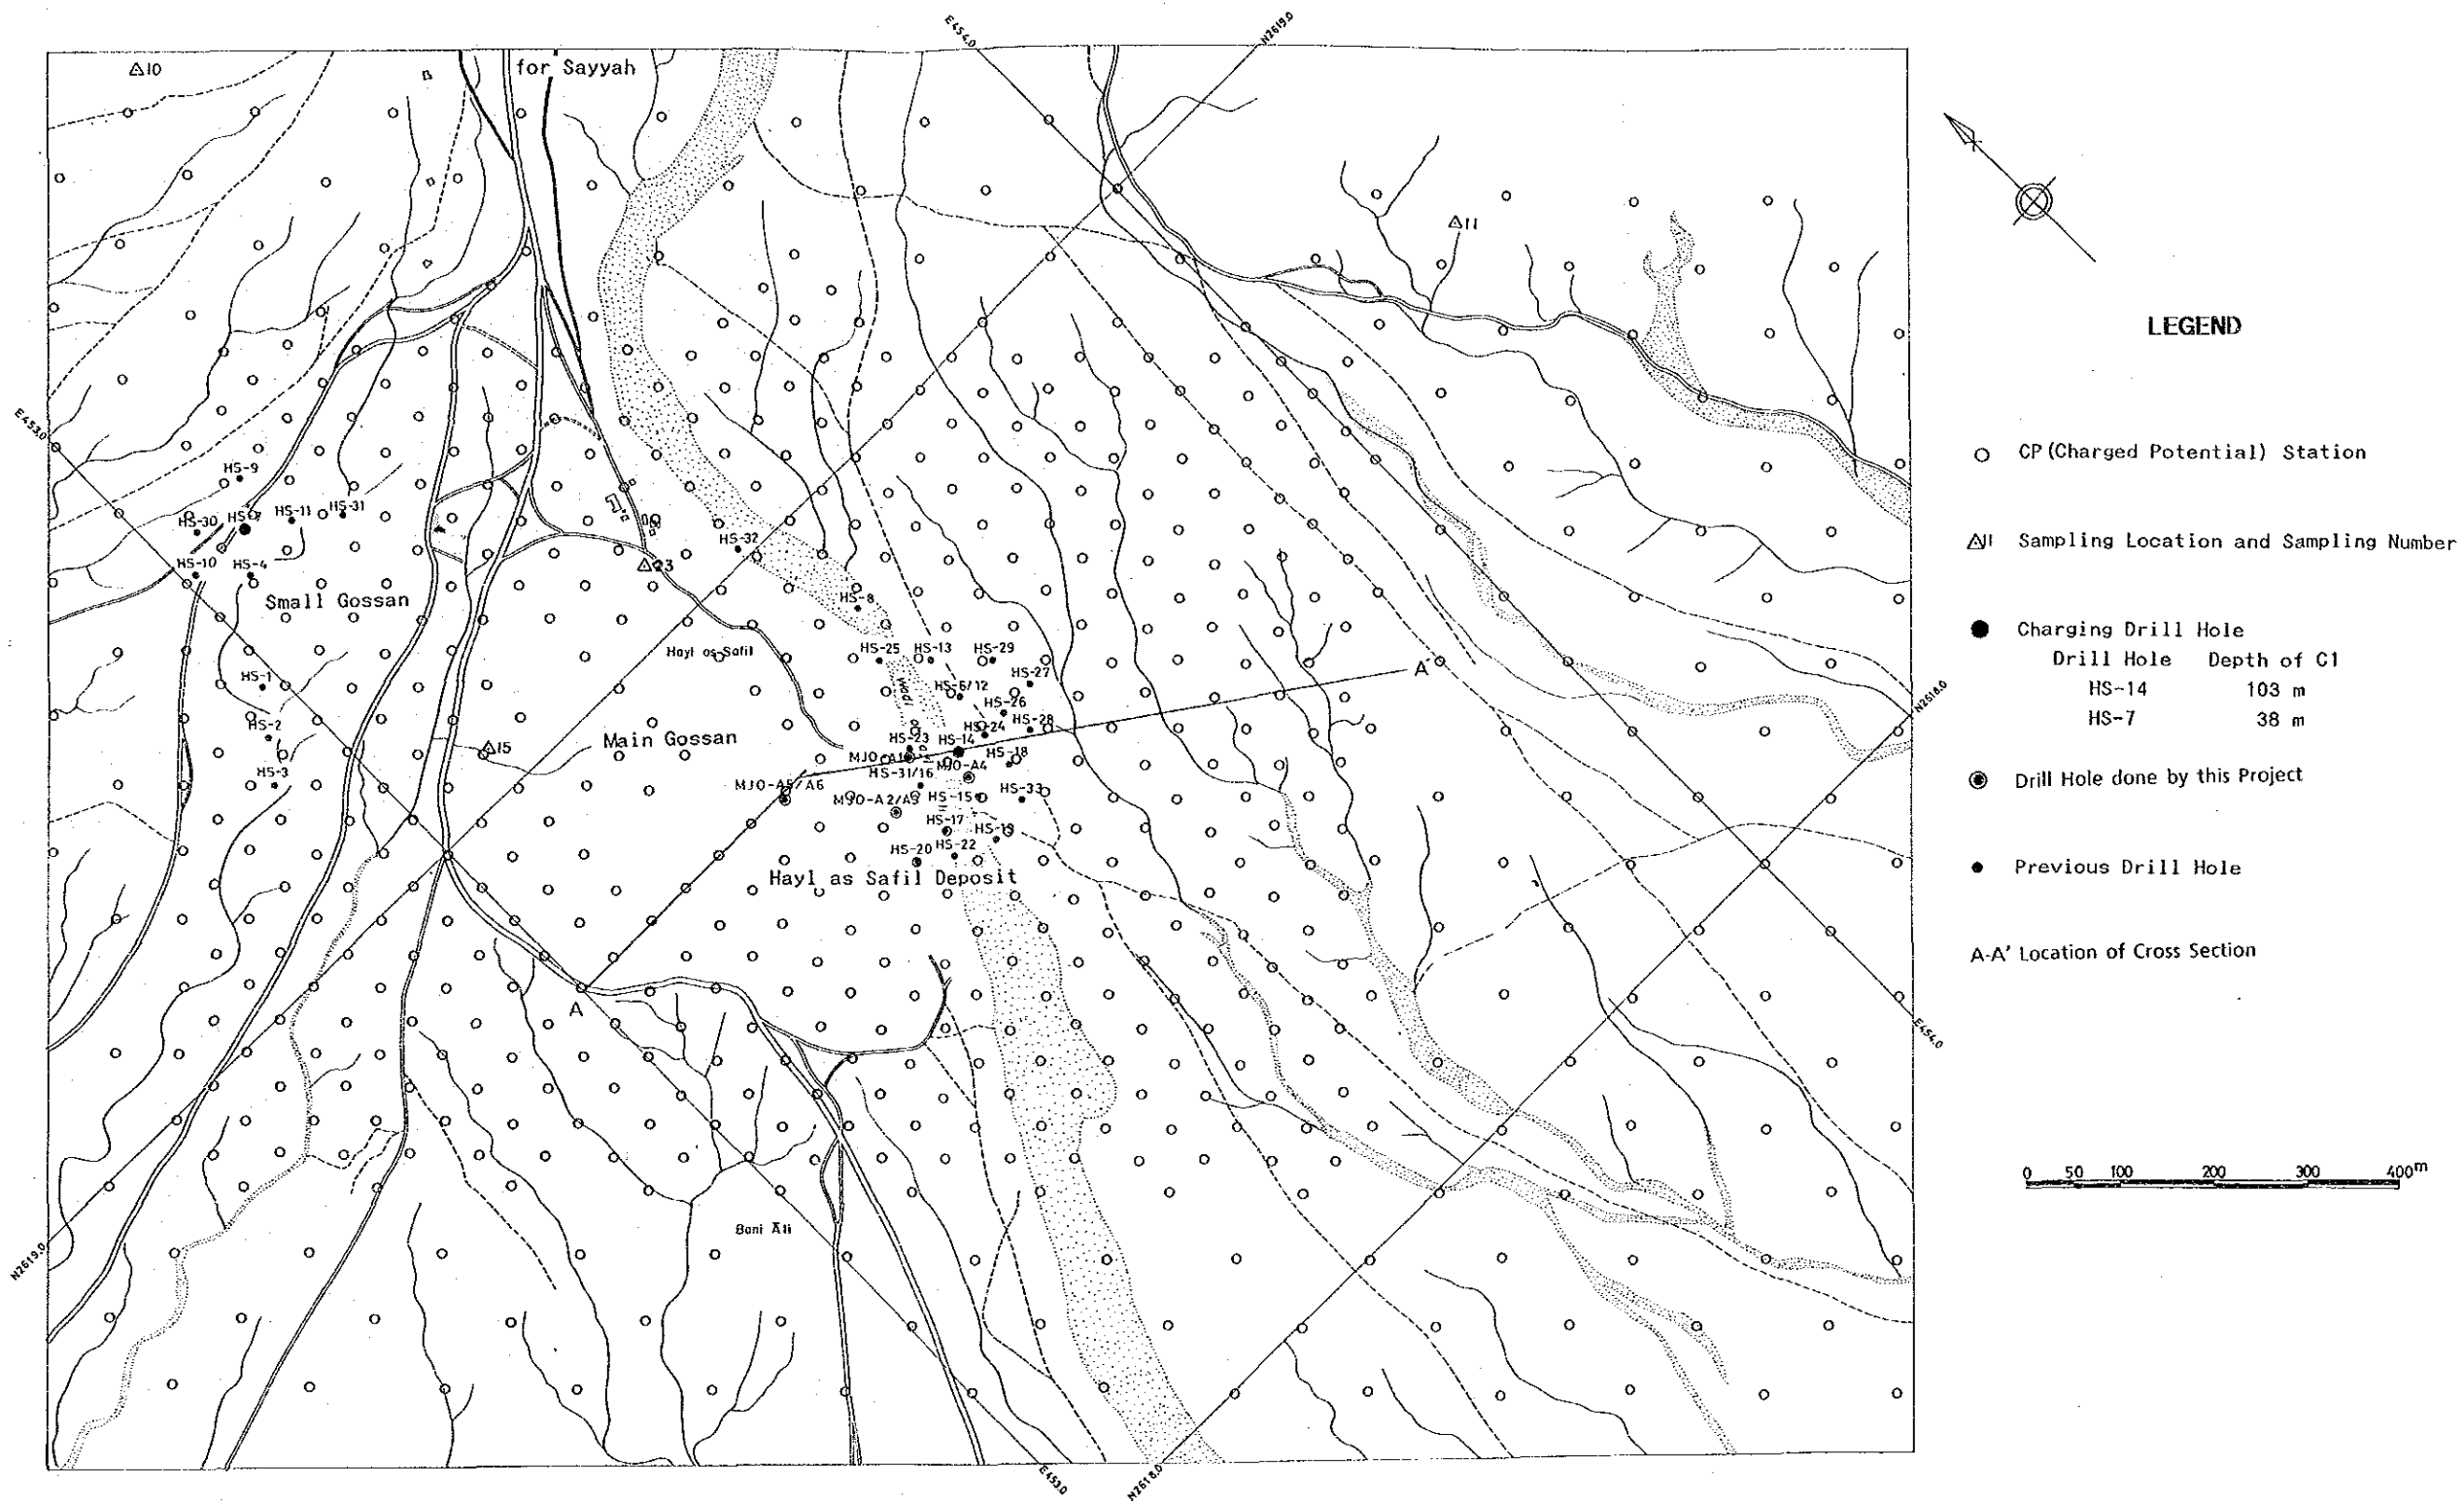 E454.0
N2619.0
△10
for Sayyah
△11
LEGEND
E453.0
CP (Charged Potential) Station
HS-9
HS-30
HS-7
HS-11
HS-31
△11 Sampling Location and Sampling Number
HS-32
△23
HS-10
HS-4
Small Gossan
HS-8
Charging Drill Hole
Drill Hole Depth of C1
HS-14 103 m
HS-7 38 m
Hayl as Safil
HS-25
HS-13
HS-29
A'
HS-1
wadi
HS-6/12
HS-27
N2618.0
HS-2
HS-26
HS-24
HS-28
△15
Main Gossan
HS-23
HS-14
HS-18
HS-3
HS-31/16
MJO-A4
Drill Hole done by this Project
MJO-A5/A6
MJO-A2/A3
HS-15
HS-33
HS-17
HS-20
HS-22
Hayl as Safil Deposit
Previous Drill Hole
A-A' Location of Cross Section
A
E454.0
0 50 100 200 300 400m
Bani Ali
N2619.0
E453.0
N2618.0